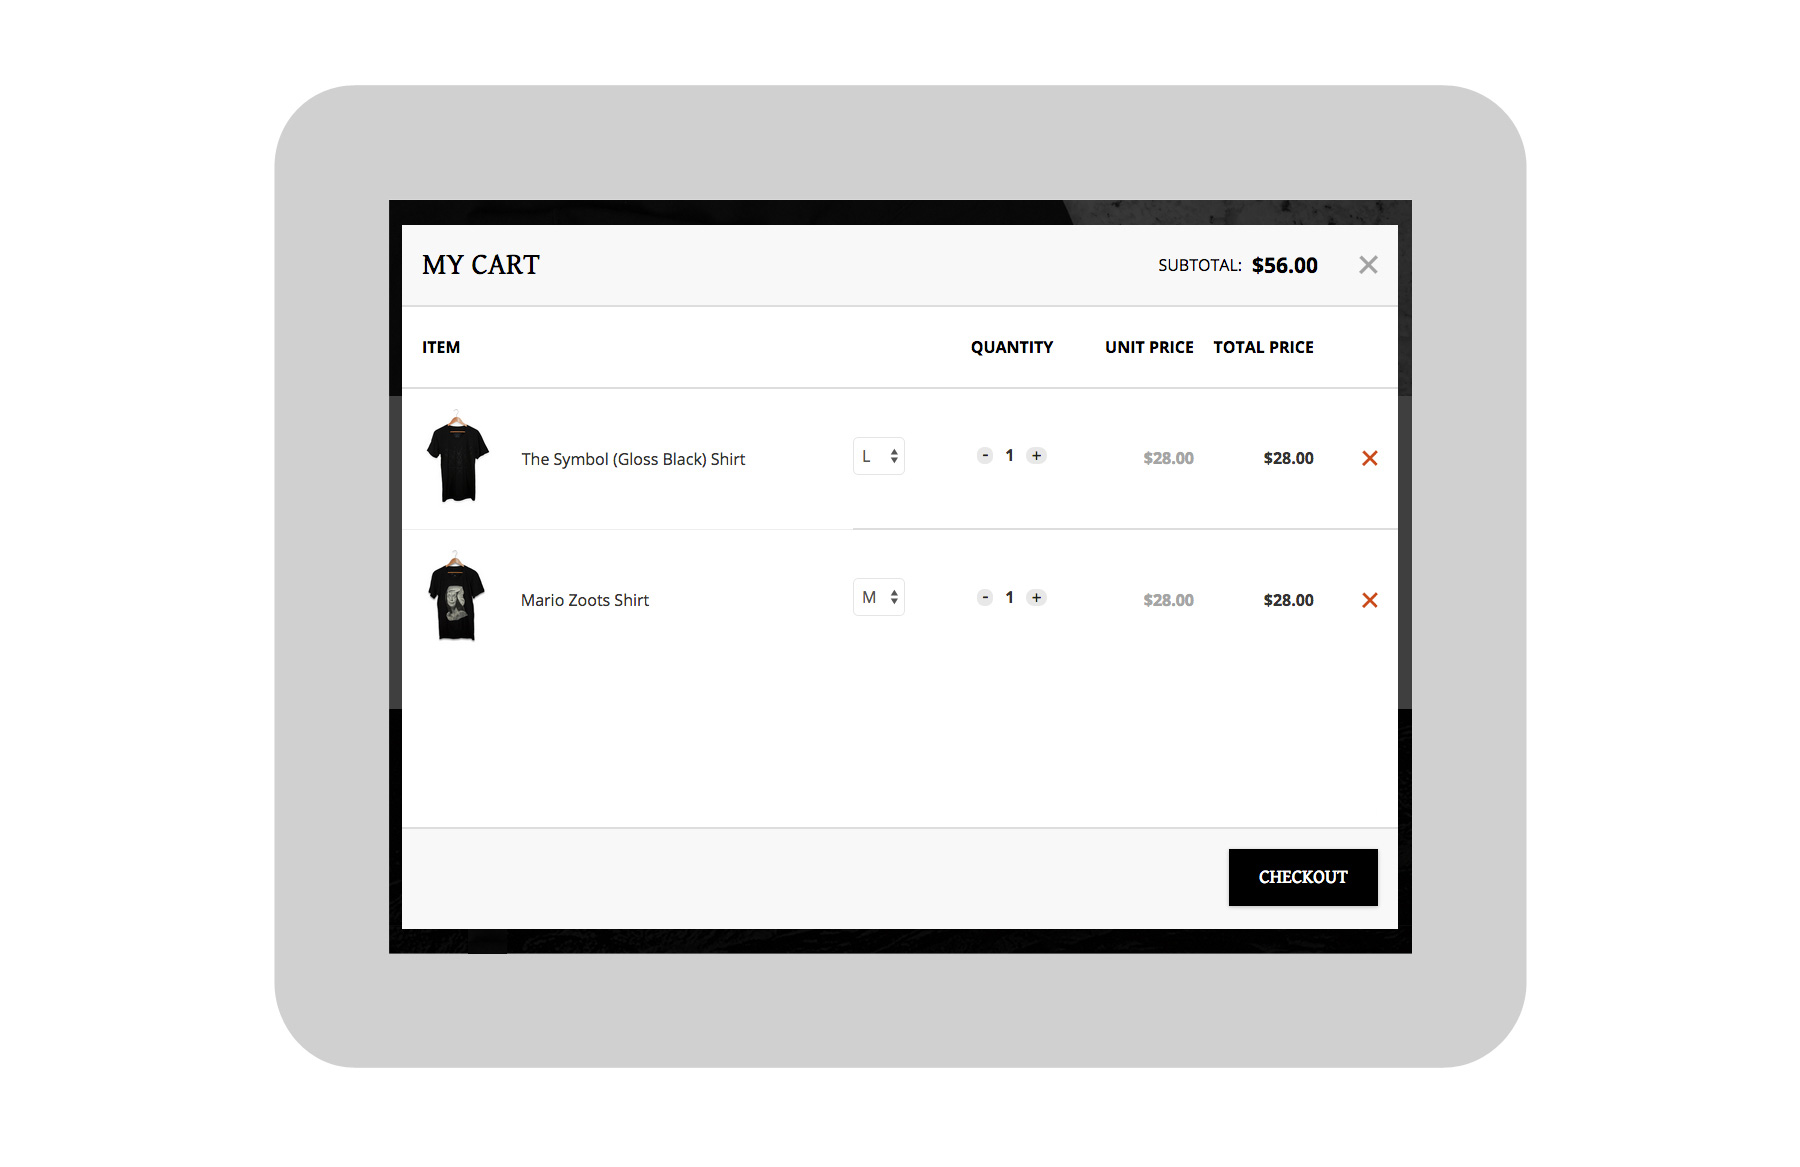 MY CART
SUBTOTAL: $56.00 ×
ITEM QUANTITY UNIT PRICE TOTAL PRICE
The Symbol (Gloss Black) Shirt L - 1 + $28.00 $28.00 ×
Mario Zoots Shirt M - 1 + $28.00 $28.00 ×
CHECKOUT